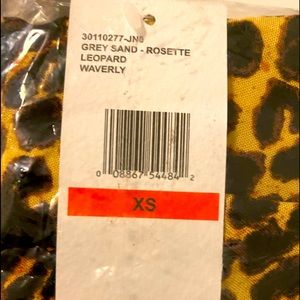 30110277-JN0
GREY SAND - ROSETTE
LEOPARD
WAVERLY
0 08867 54484 2
XS